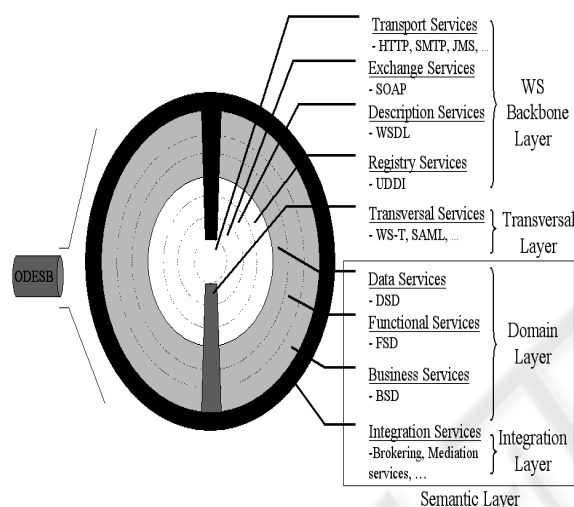 Transport Services
- HTTP, SMTP, JMS, ...
Exchange Services
- SOAP
Description Services
- WSDL
Registry Services
- UDDI
WS
Backbone
Layer
Transversal Services
- WS-T, SAML, ...
Transversal
Layer
ODESB
Data Services
- DSD
Functional Services
- FSD
Business Services
- BSD
Domain
Layer
Integration Services
-Brokering, Mediation
services, ...
Integration
Layer
Semantic Layer